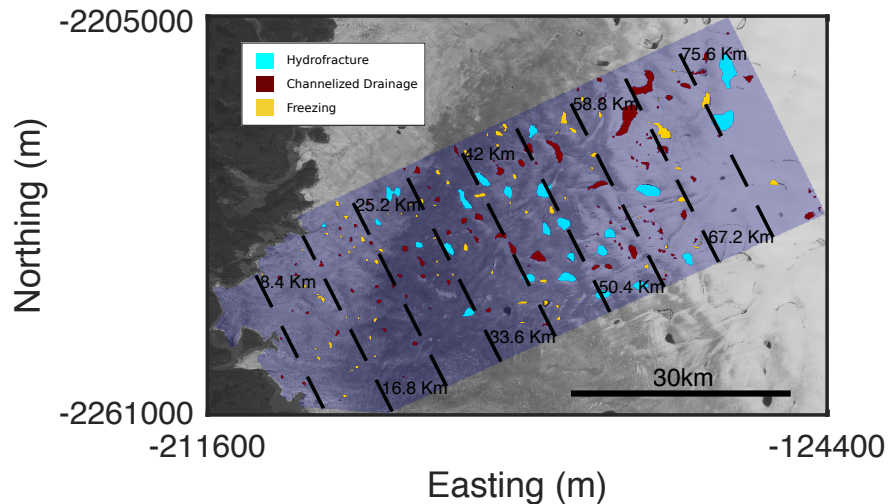 -2205000
Hydrofracture
Channelized Drainage
Freezing
75.6 Km
58.8 Km
42 Km
25.2 Km
67.2 Km
8.4 Km
50.4 Km
33.6 Km
16.8 Km
30km
Northing (m)
-2261000
-211600
-124400
Easting (m)